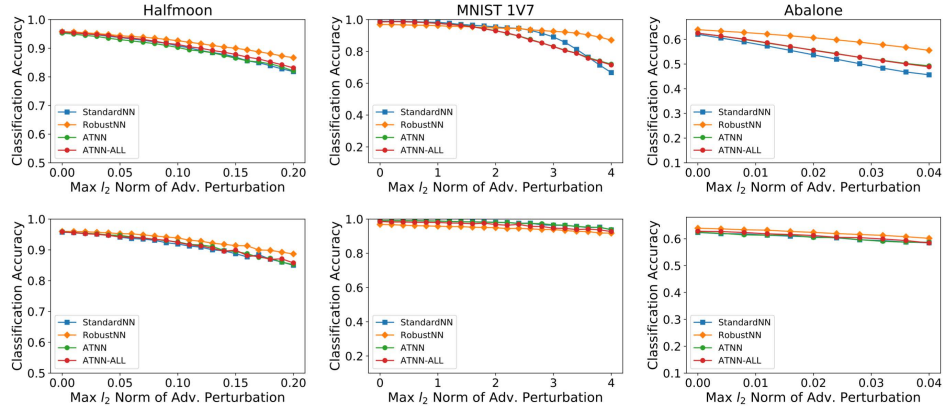 Halfmoon
MNIST 1V7
Abalone
Classification Accuracy
1.0
0.9
0.8
0.7
0.6
0.5
StandardNN
RobustNN
ATNN
ATNN-ALL
0.00 0.05 0.10 0.15 0.20
Max l2 Norm of Adv. Perturbation
Classification Accuracy
1.0
0.8
0.6
0.4
0.2
StandardNN
RobustNN
ATNN
ATNN-ALL
0 1 2 3 4
Max l2 Norm of Adv. Perturbation
Classification Accuracy
0.6
0.5
0.4
0.3
0.2
0.1
StandardNN
RobustNN
ATNN
ATNN-ALL
0.00 0.01 0.02 0.03 0.04
Max l2 Norm of Adv. Perturbation
Classification Accuracy
1.0
0.9
0.8
0.7
0.6
0.5
StandardNN
RobustNN
ATNN
ATNN-ALL
0.00 0.05 0.10 0.15 0.20
Max l2 Norm of Adv. Perturbation
Classification Accuracy
1.0
0.8
0.6
0.4
0.2
StandardNN
RobustNN
ATNN
ATNN-ALL
0 1 2 3 4
Max l2 Norm of Adv. Perturbation
Classification Accuracy
0.6
0.5
0.4
0.3
0.2
0.1
StandardNN
RobustNN
ATNN
ATNN-ALL
0.00 0.01 0.02 0.03 0.04
Max l2 Norm of Adv. Perturbation